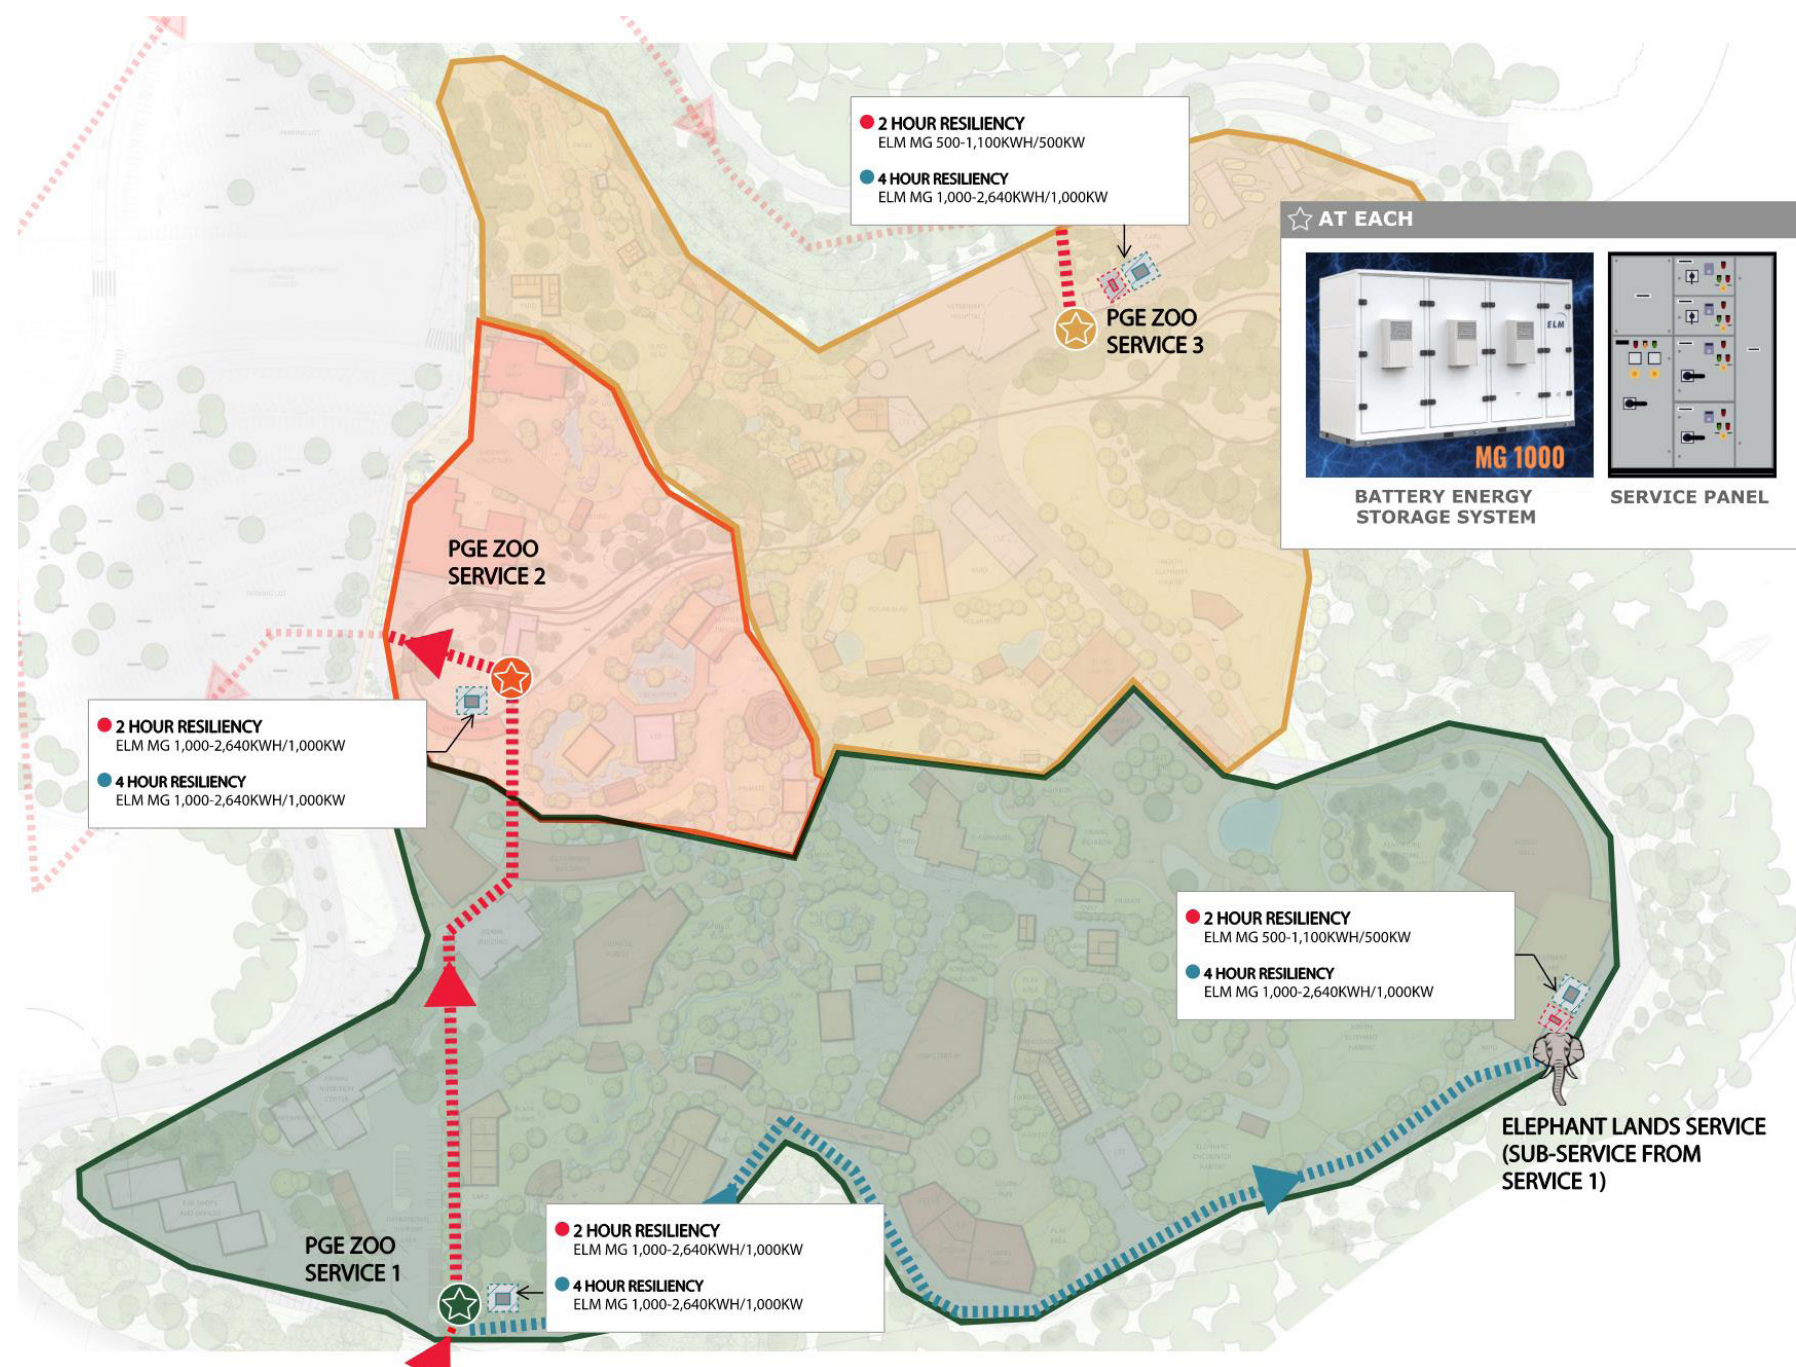 2 HOUR RESILIENCY
ELM MG 500-1,100KWH/500KW
4 HOUR RESILIENCY
ELM MG 1,000-2,640KWH/1,000KW
AT EACH
ELM
MG 1000
BATTERY ENERGY
STORAGE SYSTEM
SERVICE PANEL
PGE ZOO
SERVICE 3
PGE ZOO
SERVICE 2
2 HOUR RESILIENCY
ELM MG 1,000-2,640KWH/1,000KW
4 HOUR RESILIENCY
ELM MG 1,000-2,640KWH/1,000KW
2 HOUR RESILIENCY
ELM MG 500-1,100KWH/500KW
4 HOUR RESILIENCY
ELM MG 1,000-2,640KWH/1,000KW
ELEPHANT LANDS SERVICE
(SUB-SERVICE FROM
SERVICE 1)
PGE ZOO
SERVICE 1
2 HOUR RESILIENCY
ELM MG 1,000-2,640KWH/1,000KW
4 HOUR RESILIENCY
ELM MG 1,000-2,640KWH/1,000KW